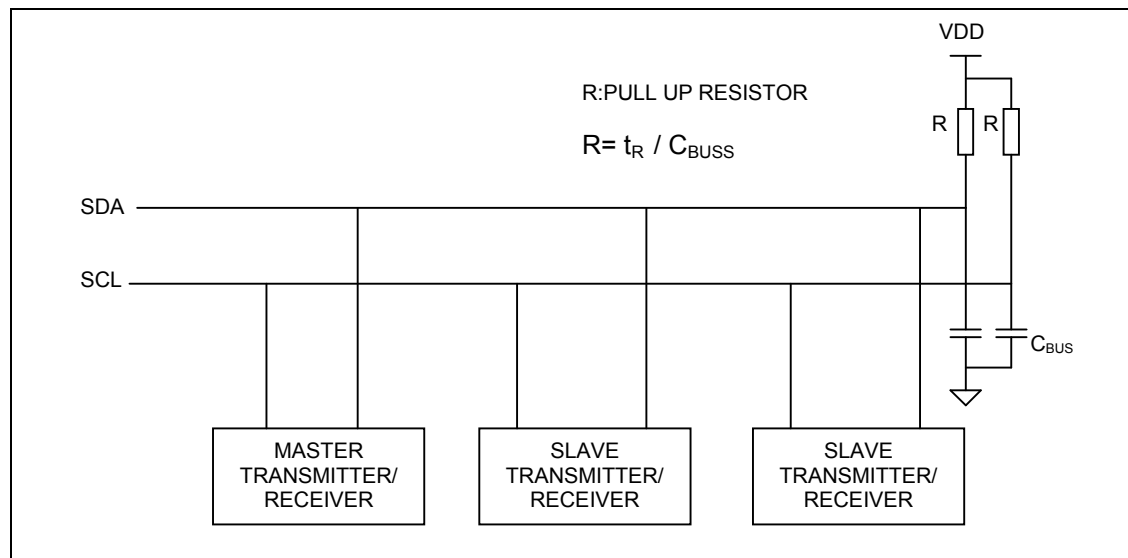 VDD
R:PULL UP RESISTOR
R R
R= tR / CBUSS
SDA
SCL
CBUS
MASTER
TRANSMITTER/
RECEIVER
SLAVE
TRANSMITTER/
RECEIVER
SLAVE
TRANSMITTER/
RECEIVER